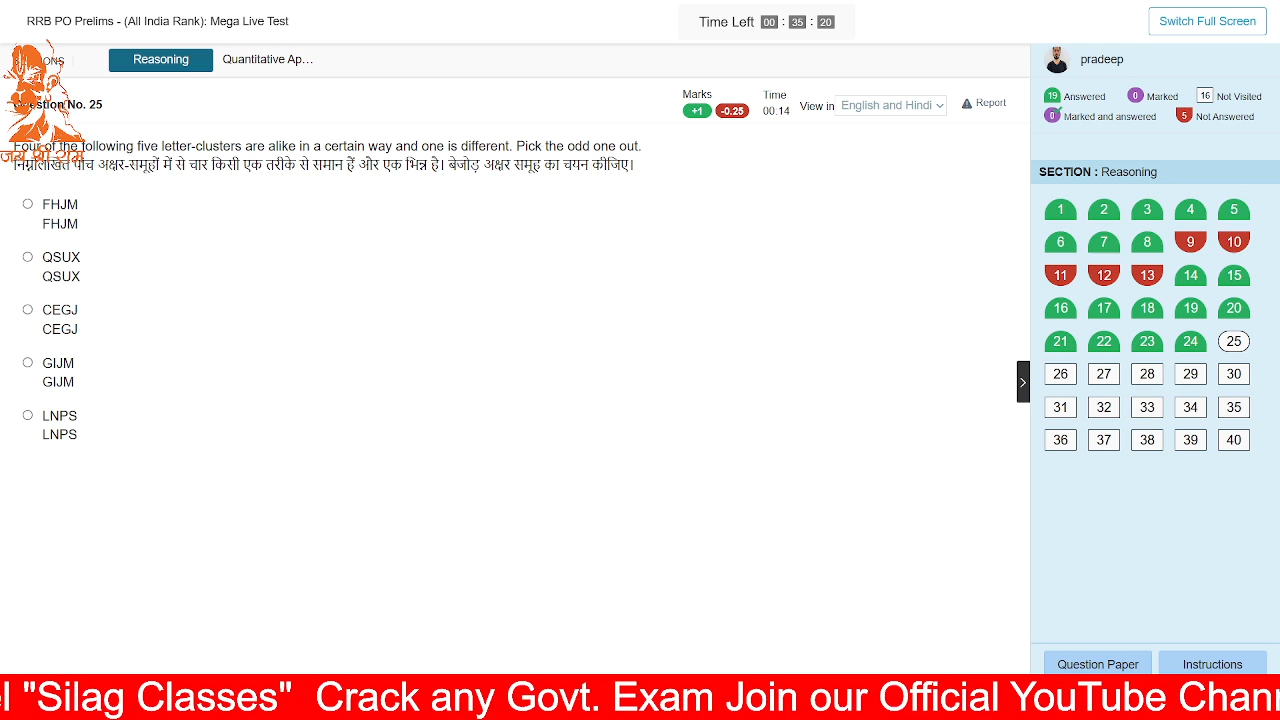 RRB PO Prelims - (All India Rank): Mega Live Test
Time Left 00 : 35 : 20
Switch Full Screen
Reasoning
Quantitative Ap...
pradeep
19 Answered
0 Marked
16 Not Visited
0 Marked and answered
5 Not Answered
Question No. 25
Marks
+1 -0.25
Time
00:14
View in English and Hindi
Report
जय श्री राम
Four of the following five letter-clusters are alike in a certain way and one is different. Pick the odd one out.
निम्नलिखित पाँच अक्षर-समूहों में से चार किसी एक तरीके से समान हैं और एक भिन्न है। बेजोड़ अक्षर समूह का चयन कीजिए।
FHJM
FHJM
QSUX
QSUX
CEGJ
CEGJ
GIJM
GIJM
LNPS
LNPS
SECTION : Reasoning
1 2 3 4 5
6 7 8 9 10
11 12 13 14 15
16 17 18 19 20
21 22 23 24 25
26 27 28 29 30
31 32 33 34 35
36 37 38 39 40
Question Paper
Instructions
"Silag Classes" Crack any Govt. Exam Join our Official YouTube